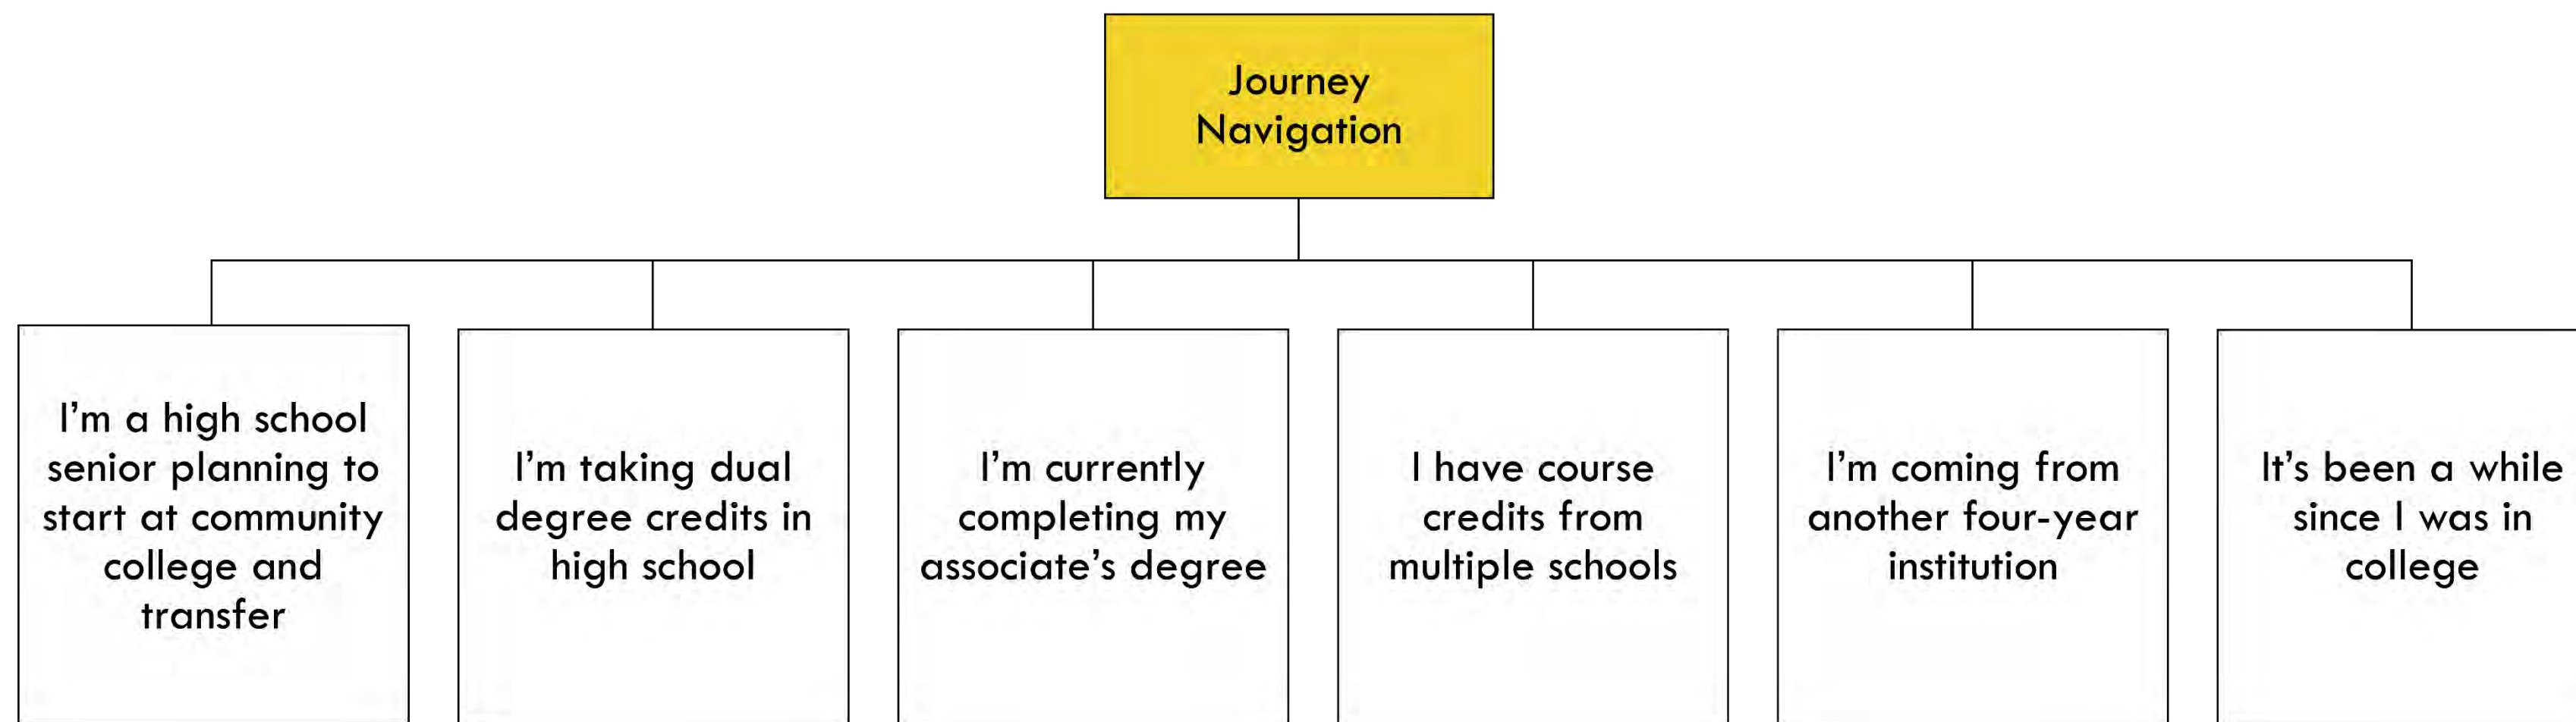 Journey
Navigation
I’m a high school
senior planning to
start at community
college and
transfer
I’m taking dual
degree credits in
high school
I’m currently
completing my
associate’s degree
I have course
credits from
multiple schools
I’m coming from
another four-year
institution
It’s been a while
since I was in
college